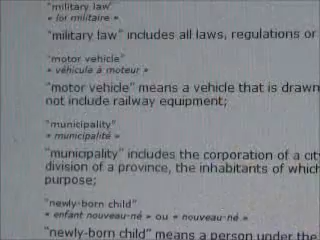 "military law"
« loi militaire »
"military law" includes all laws, regulations or
"motor vehicle"
« véhicule à moteur »
"motor vehicle" means a vehicle that is drawn
not include railway equipment;
"municipality"
« municipalité »
"municipality" includes the corporation of a city
division of a province, the inhabitants of which
purpose;
"newly-born child"
« enfant nouveau-né » ou « nouveau-né »
"newly-born child" means a person under the